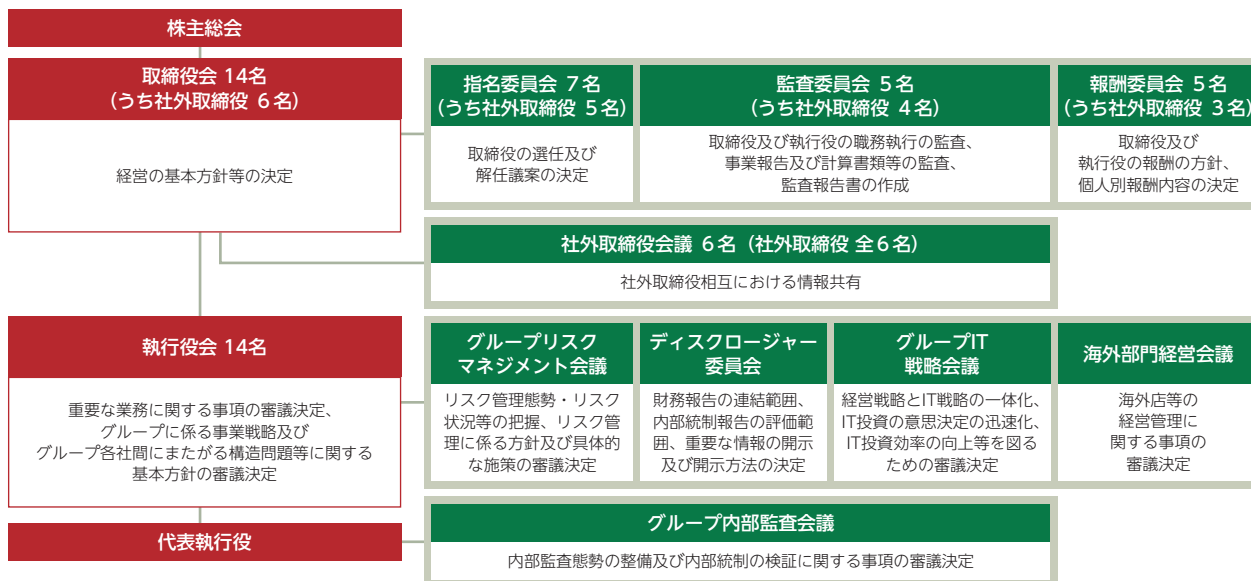 株主総会
取締役会 14名
（うち社外取締役 6名）
経営の基本方針等の決定
指名委員会 7名
（うち社外取締役 5名）
取締役の選任及び
解任議案の決定
監査委員会 5名
（うち社外取締役 4名）
取締役及び執行役の職務執行の監査、
事業報告及び計算書類等の監査、
監査報告書の作成
報酬委員会 5名
（うち社外取締役 3名）
取締役及び
執行役の報酬の方針、
個人別報酬内容の決定
社外取締役会議 6名（社外取締役 全6名）
社外取締役相互における情報共有
執行役会 14名
重要な業務に関する事項の審議決定、
グループに係る事業戦略及び
グループ各社間にまたがる構造問題等に関する
基本方針の審議決定
グループリスク
マネジメント会議
リスク管理態勢・リスク
状況等の把握、リスク管
理に係る方針及び具体的
な施策の審議決定
ディスクロージャー
委員会
財務報告の連結範囲、
内部統制報告の評価範
囲、重要な情報の開示
及び開示方法の決定
グループIT
戦略会議
経営戦略とIT戦略の一体化、
IT投資の意思決定の迅速化、
IT投資効率の向上等を図る
ための審議決定
海外部門経営会議
海外店等の
経営管理に
関する事項の
審議決定
代表執行役
グループ内部監査会議
内部監査態勢の整備及び内部統制の検証に関する事項の審議決定